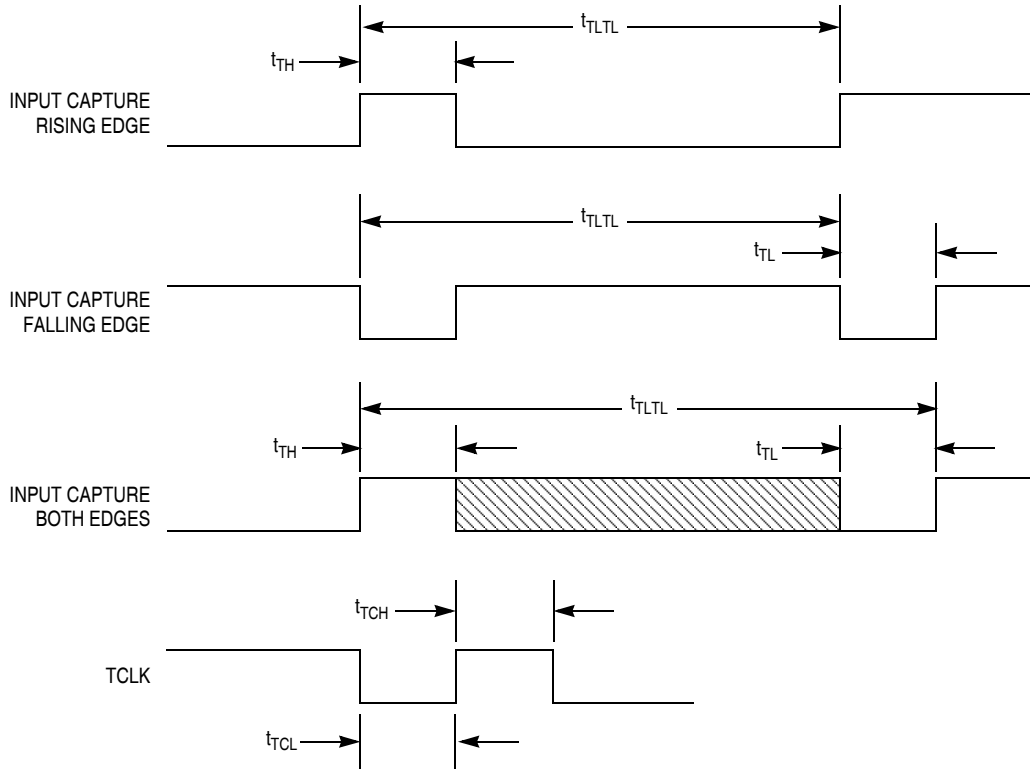 tTLTL
tTH
INPUT CAPTURE
RISING EDGE
tTLTL
tTL
INPUT CAPTURE
FALLING EDGE
tTLTL
tTH
tTL
INPUT CAPTURE
BOTH EDGES
tTCH
TCLK
tTCL